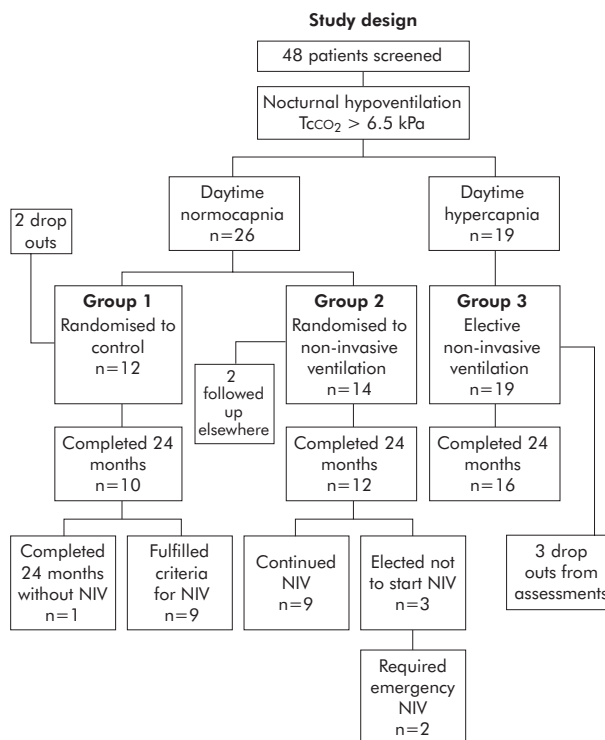 Study design
48 patients screened
Nocturnal hypoventilation
TcCO₂ > 6.5 kPa
Daytime
normocapnia
n=26
Daytime
hypercapnia
n=19
2 drop
outs
Group 1
Randomised to
control
n=12
Group 2
Randomised to
non-invasive
ventilation
n=14
Group 3
Elective
non-invasive
ventilation
n=19
2
followed
up
elsewhere
Completed 24
months
n=10
Completed 24
months
n=12
Completed 24
months
n=16
Completed
24 months
without NIV
n=1
Fulfilled
criteria
for NIV
n=9
Continued
NIV
n=9
Elected not
to start NIV
n=3
3 drop
outs from
assessments
Required
emergency
NIV
n=2